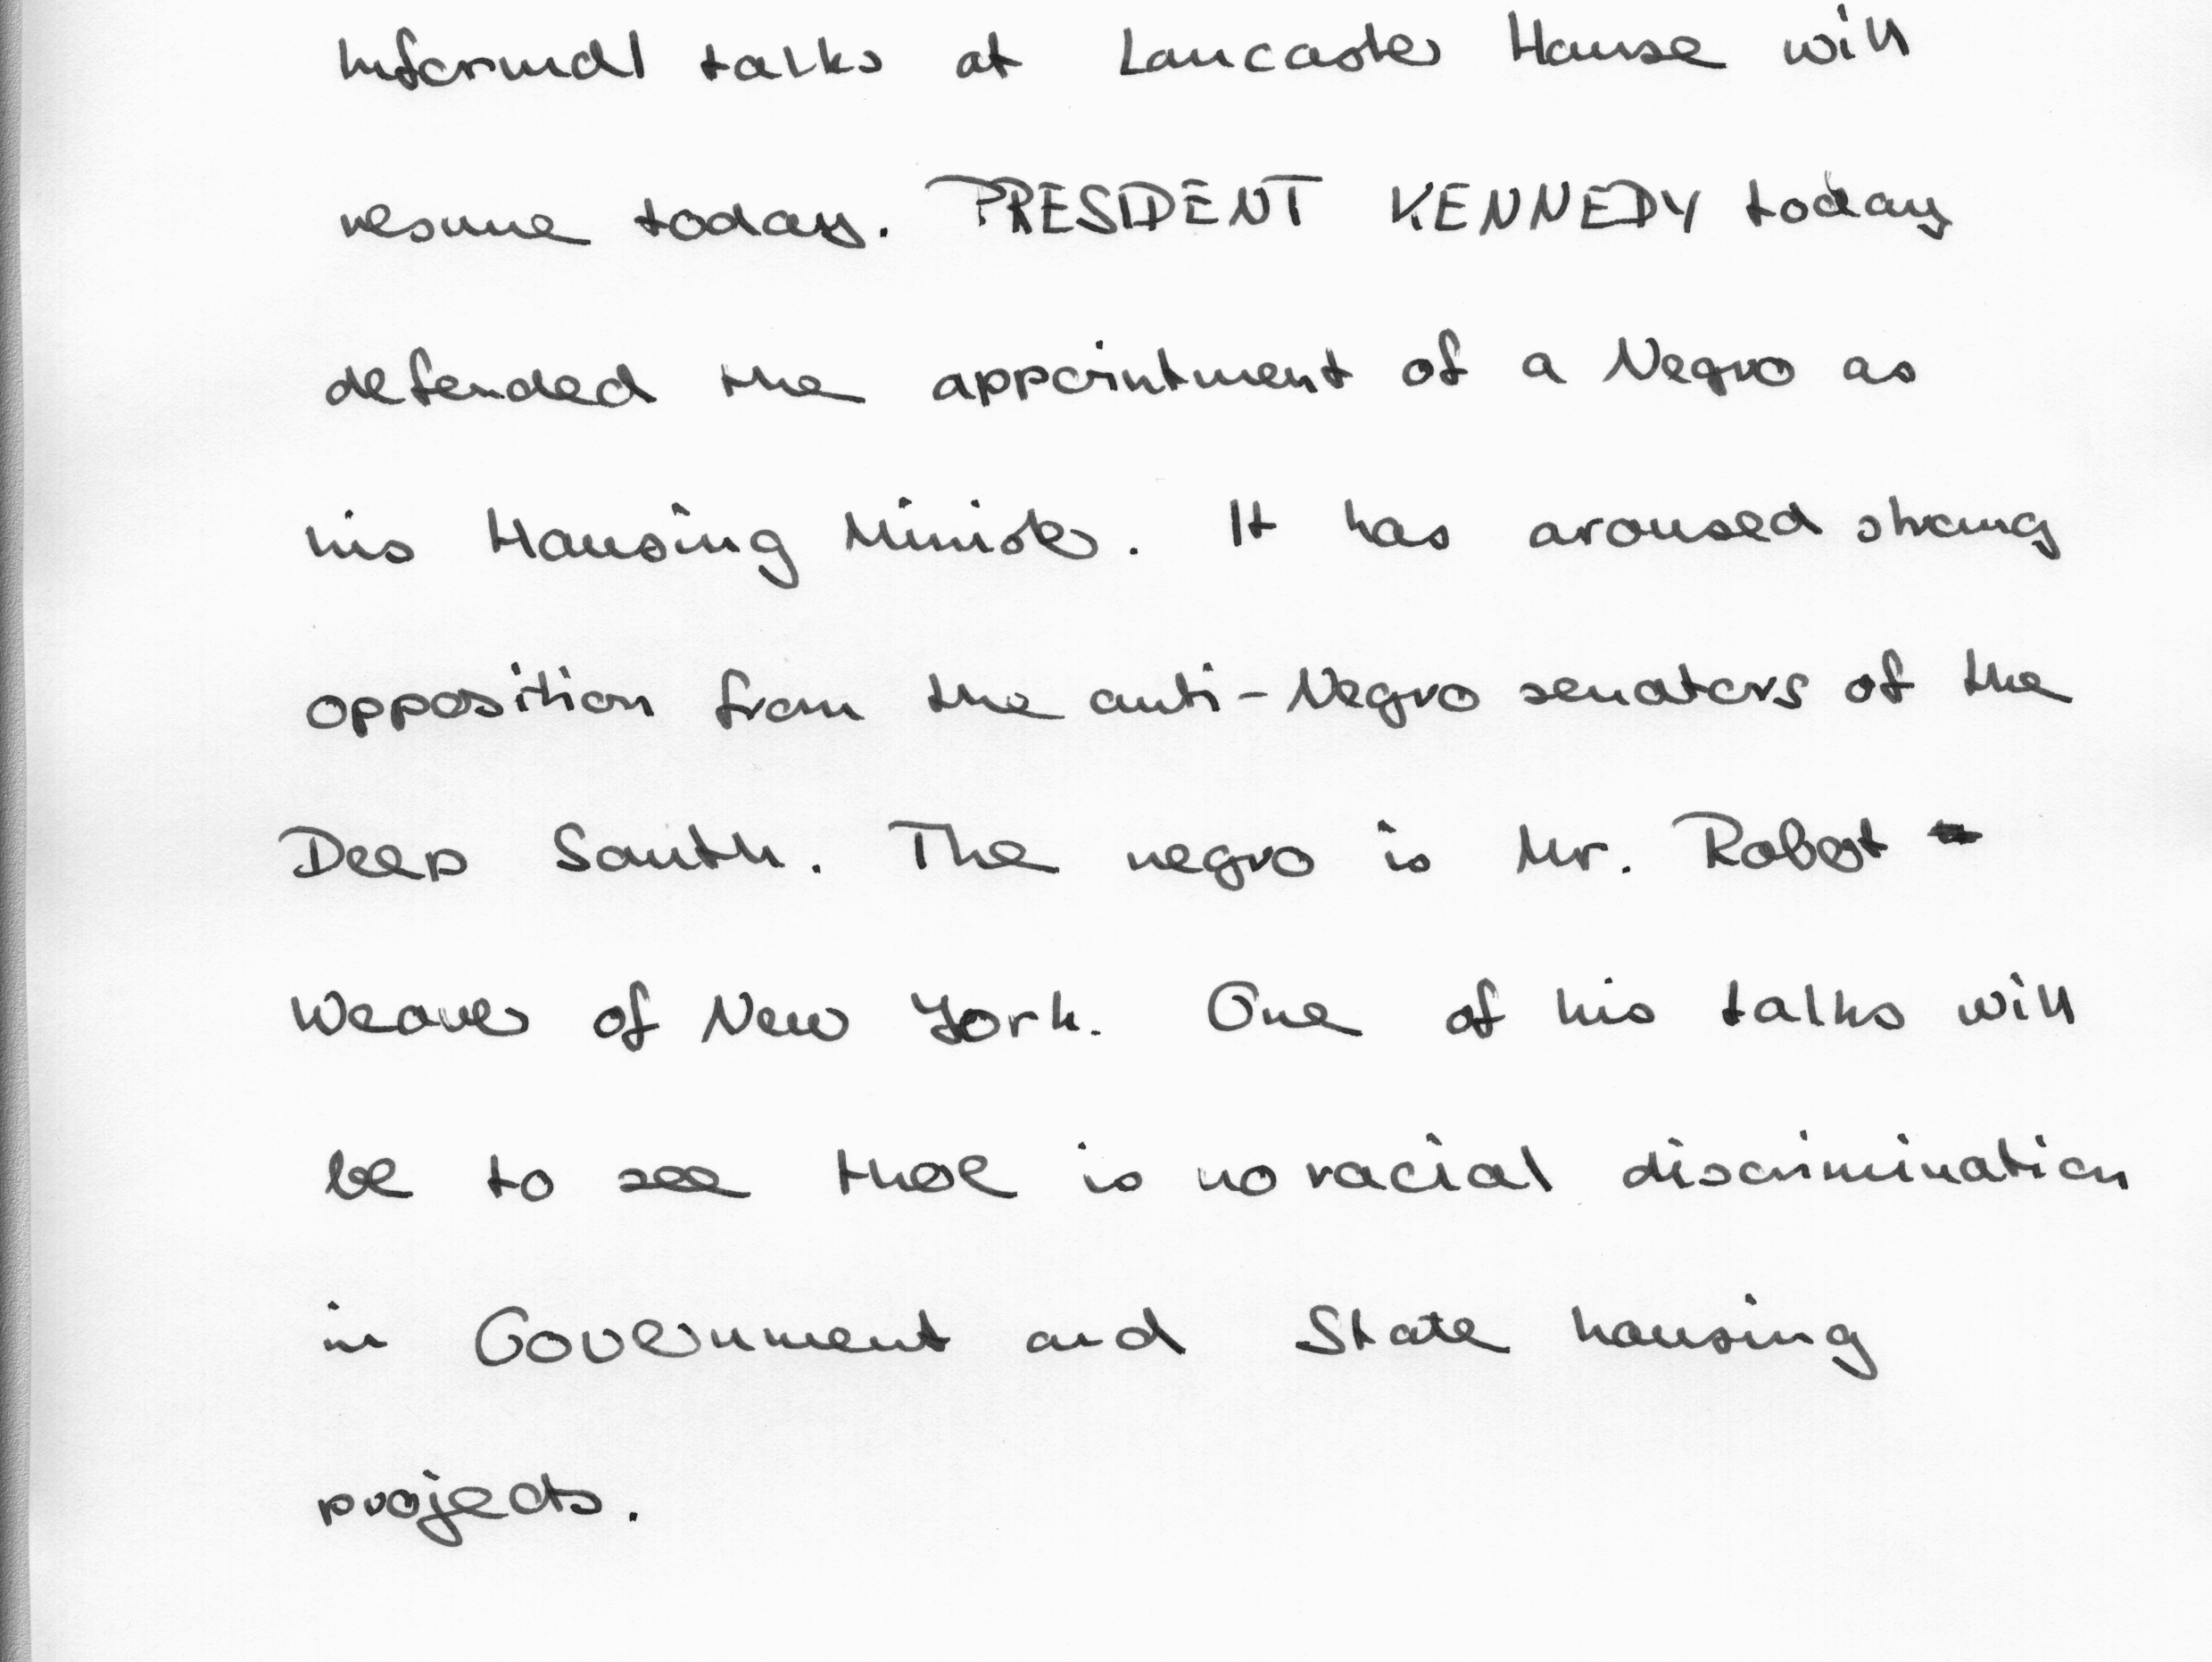 Informal talks at Lancaster House will
resume today. PRESIDENT KENNEDY today
defended the appointment of a Negro as
his Housing Minister. It has aroused strong
opposition from the anti-Negro senators of the
Deep South. The negro is Mr. Robert
Weaver of New York. One of his talks will
be to see there is no racial discrimination
in Government and State housing
projects.